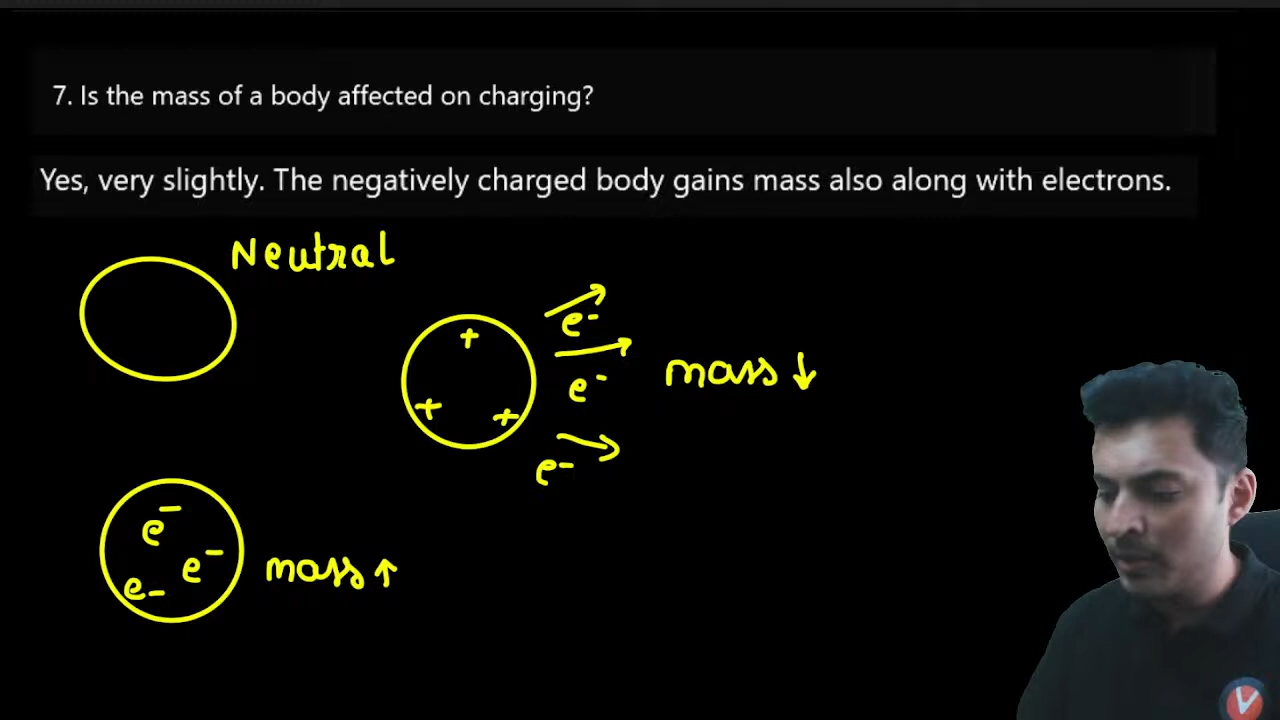 7. Is the mass of a body affected on charging?
Yes, very slightly. The negatively charged body gains mass also along with electrons.
Neutral
+
e-
+ +
e-
mass ↓
e-
e-
e-
e-
mass ↑
V